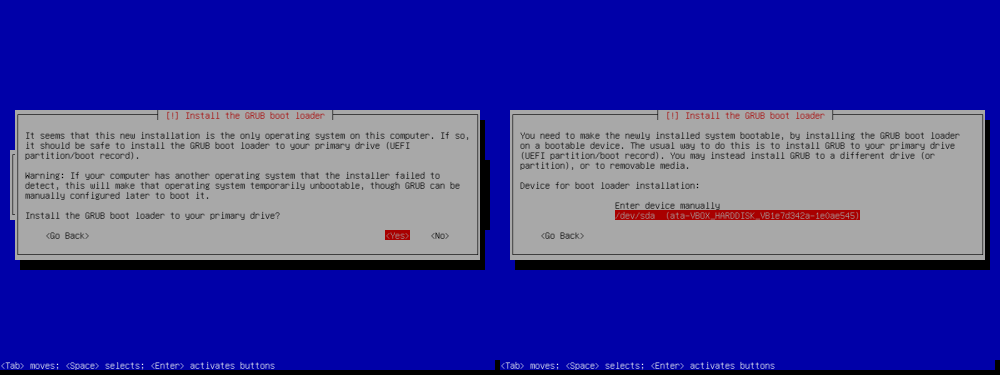 [!] Install the GRUB boot loader
It seems that this new installation is the only operating system on this computer. If so,
it should be safe to install the GRUB boot loader to your primary drive (UEFI
partition/boot record).
Warning: If your computer has another operating system that the installer failed to
detect, this will make that operating system temporarily unbootable, though GRUB can be
manually configured later to boot it.
Install the GRUB boot loader to your primary drive?
<Go Back> <Yes> <No>
<Tab> moves; <Space> selects; <Enter> activates buttons
[!] Install the GRUB boot loader
You need to make the newly installed system bootable, by installing the GRUB boot loader
on a bootable device. The usual way to do this is to install GRUB to your primary drive
(UEFI partition/boot record). You may instead install GRUB to a different drive (or
partition), or to removable media.
Device for boot loader installation:
Enter device manually
/dev/sda (ata-VBOX_HARDDISK_VB1e7d342a-1e0ae545)
<Go Back>
<Tab> moves; <Space> selects; <Enter> activates buttons